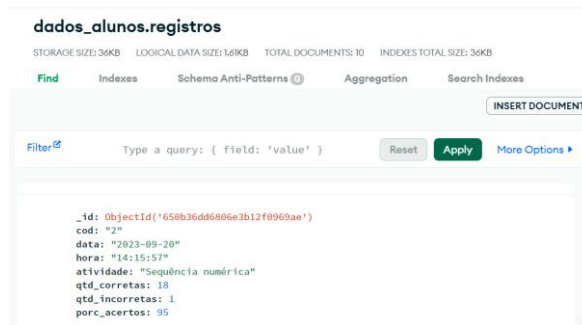 dados_alunos.registros
STORAGE SIZE: 36KB LOGICAL DATA SIZE: 1.61KB TOTAL DOCUMENTS: 10 INDEXES TOTAL SIZE: 36KB
Find Indexes Schema Anti-Patterns 0 Aggregation Search Indexes
INSERT DOCUMENT
Filter Type a query: { field: 'value' } Reset Apply More Options
_id: ObjectId('650b36dd6806e3b12f0969ae')
cod: "2"
data: "2023-09-20"
hora: "14:15:57"
atividade: "Sequência numérica"
qtd_corretas: 18
qtd_incorretas: 1
porc_acertos: 95